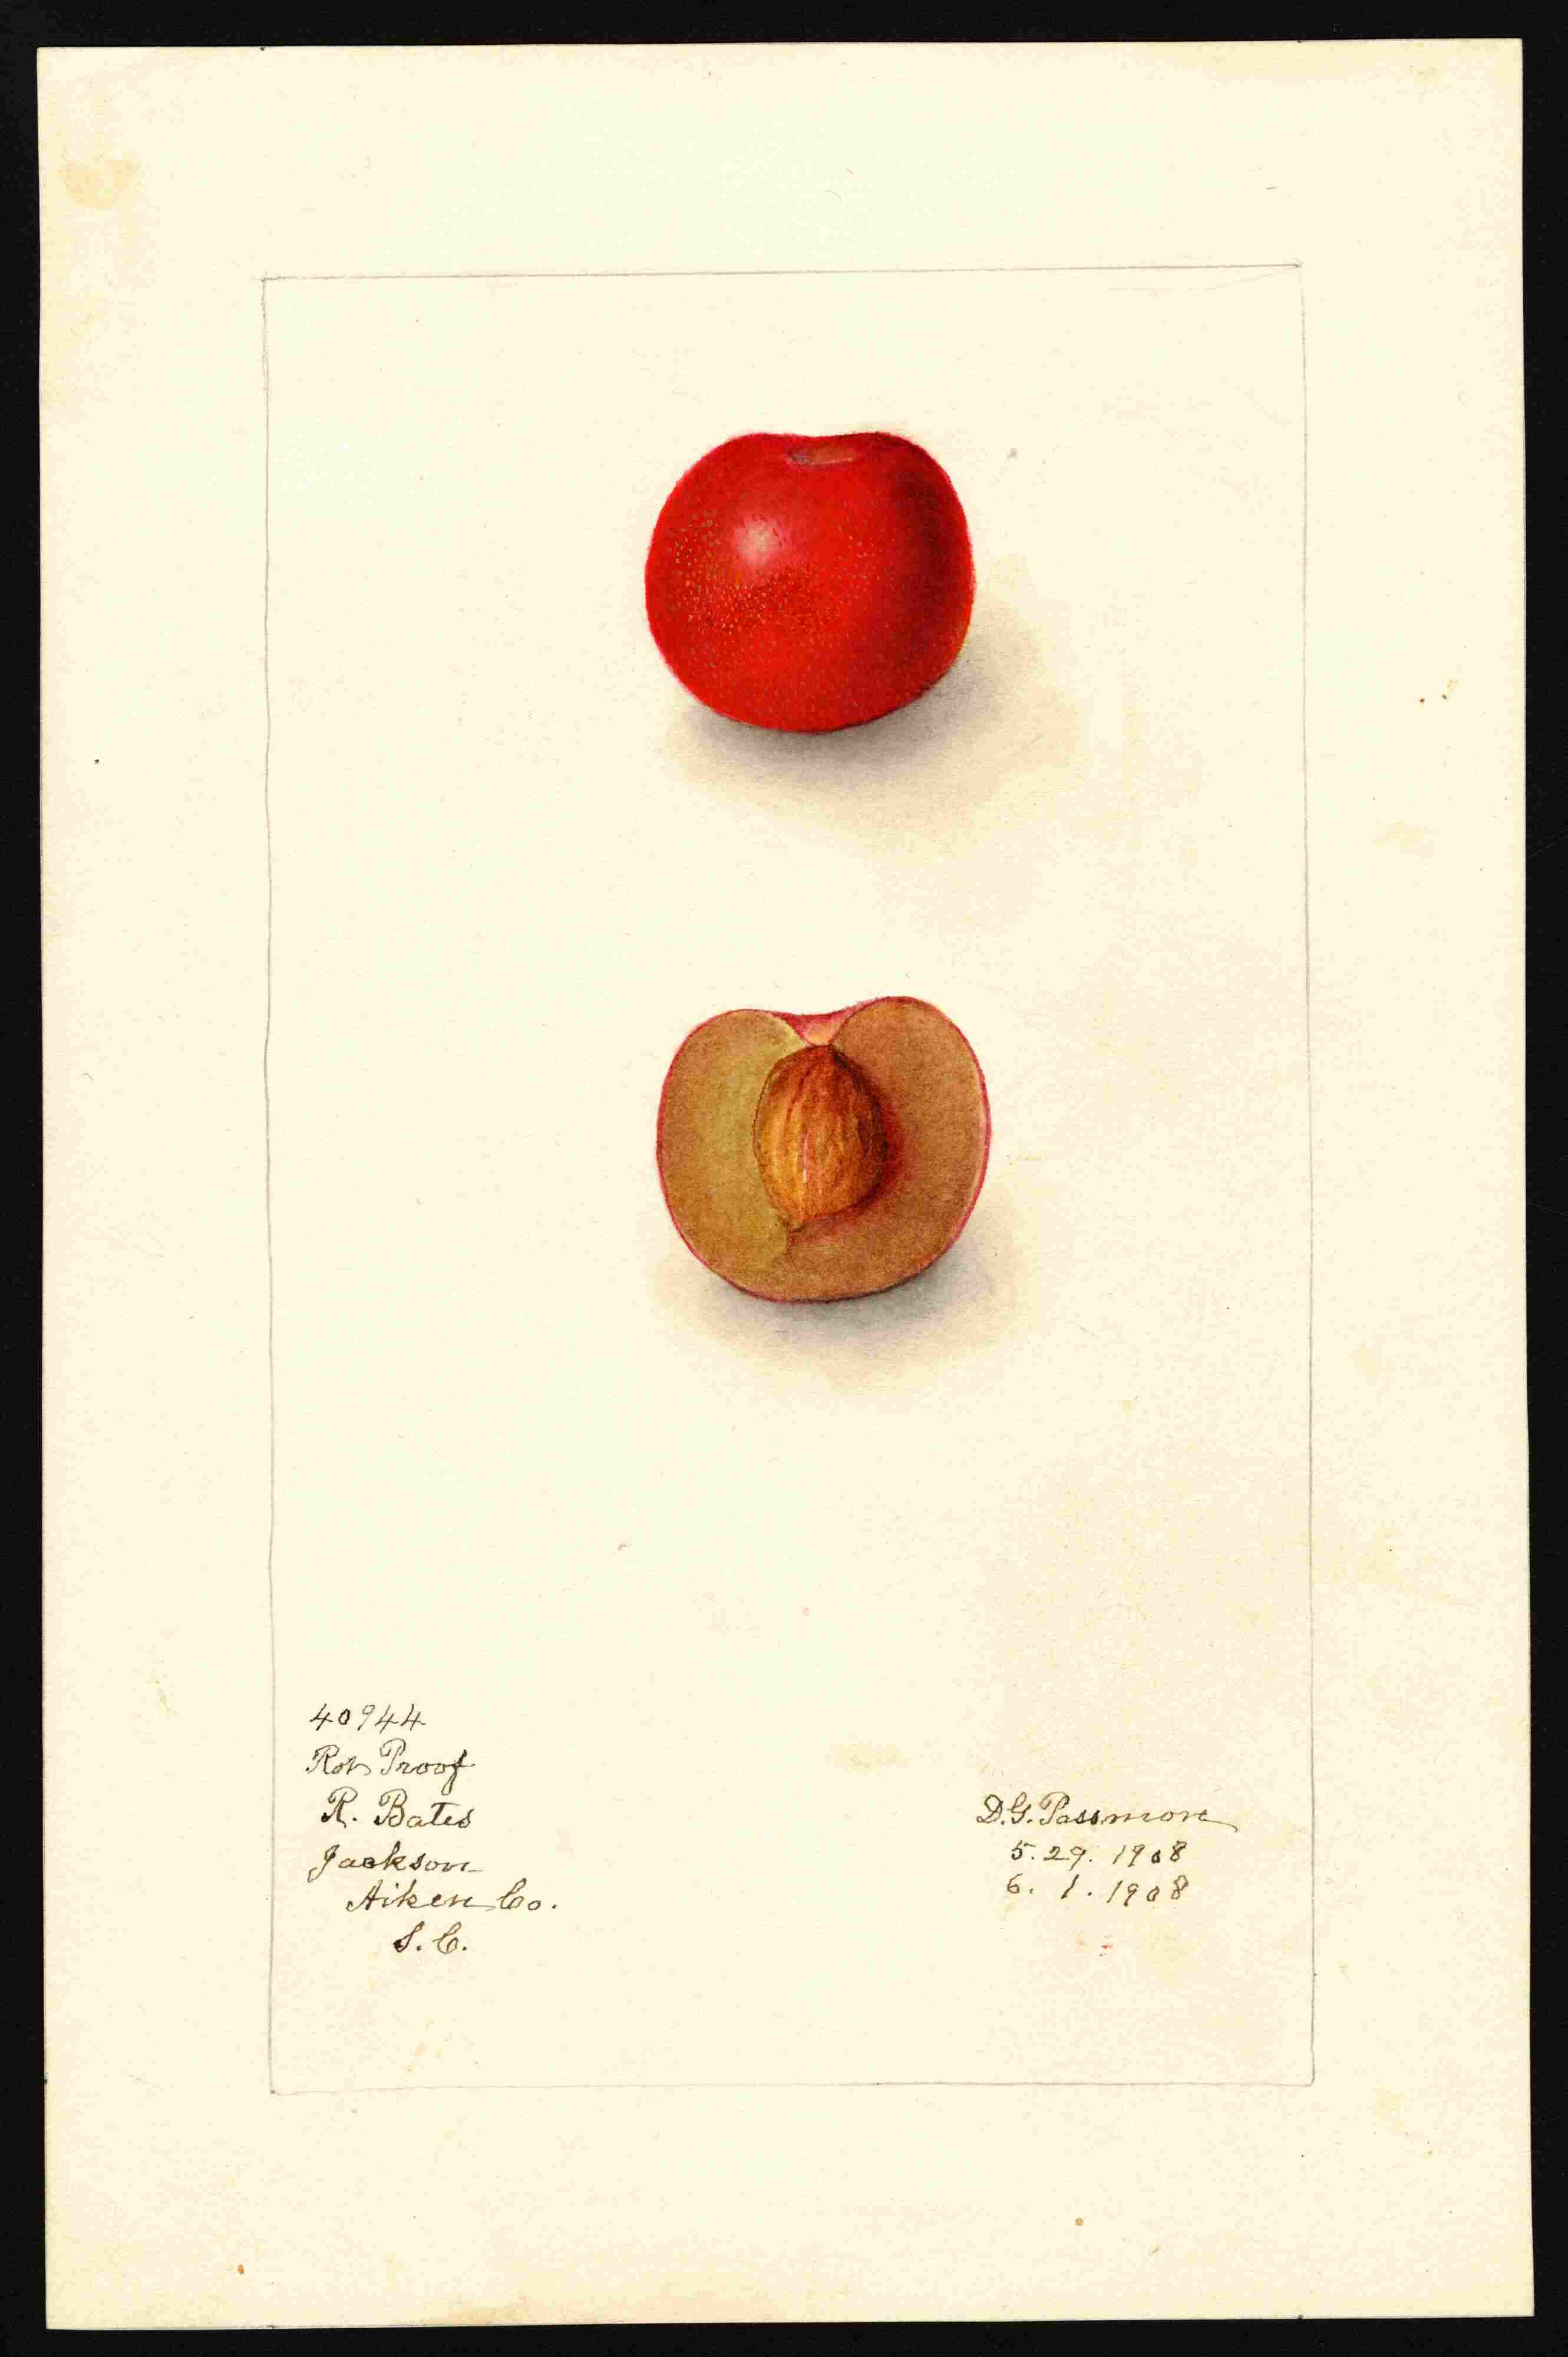 40944
Rot Proof
R. Bates
Jackson
Aiken Co.
S. C.
D.G. Passmore
5. 29. 1908
6. 1. 1908